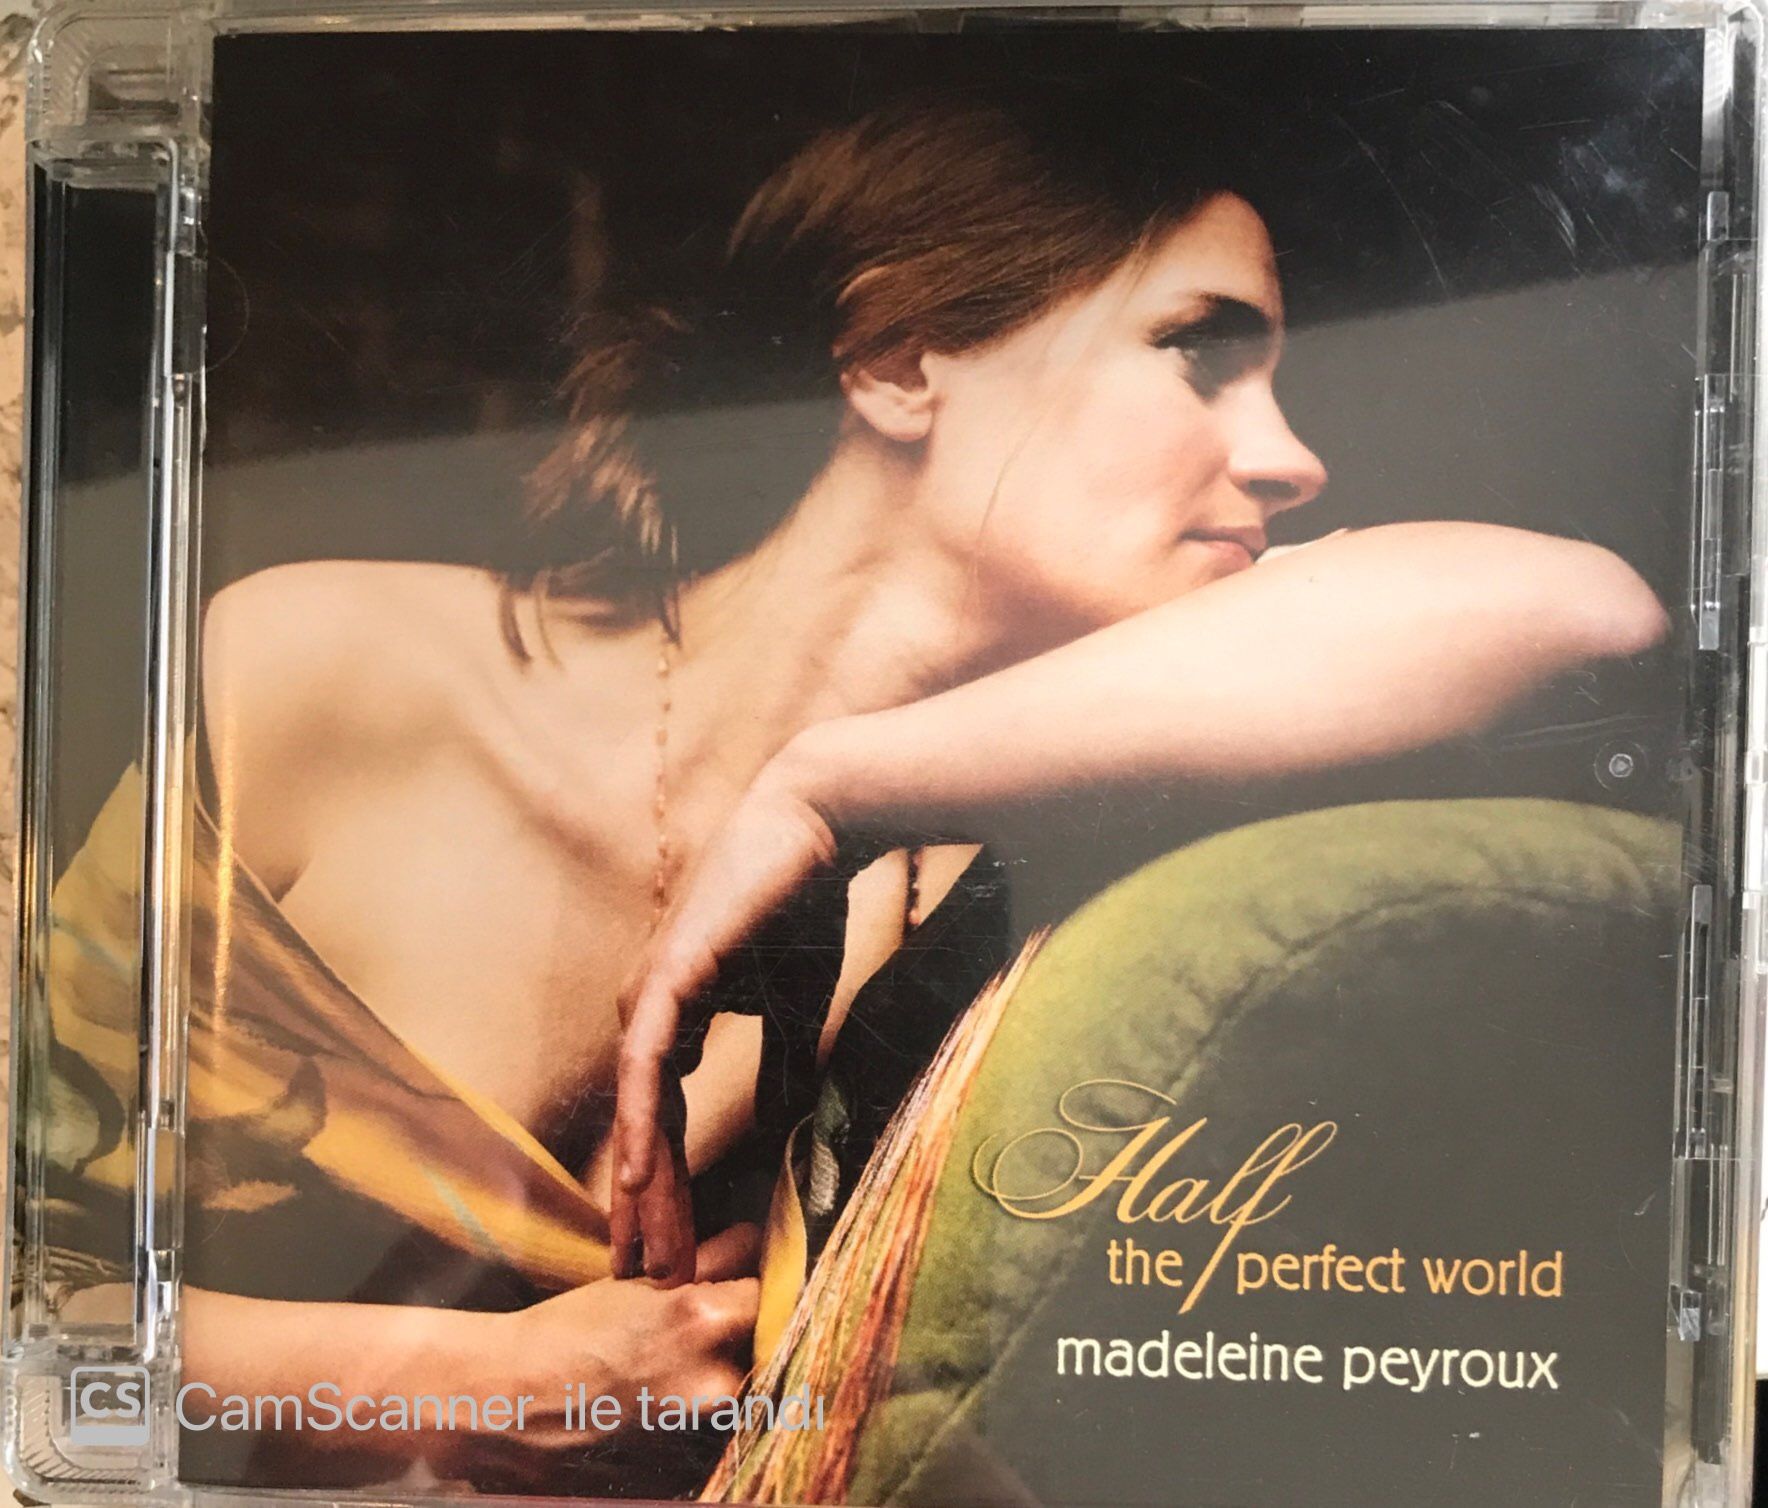 Half
the perfect world
madeleine peyroux
CS CamScanner ile tarandı